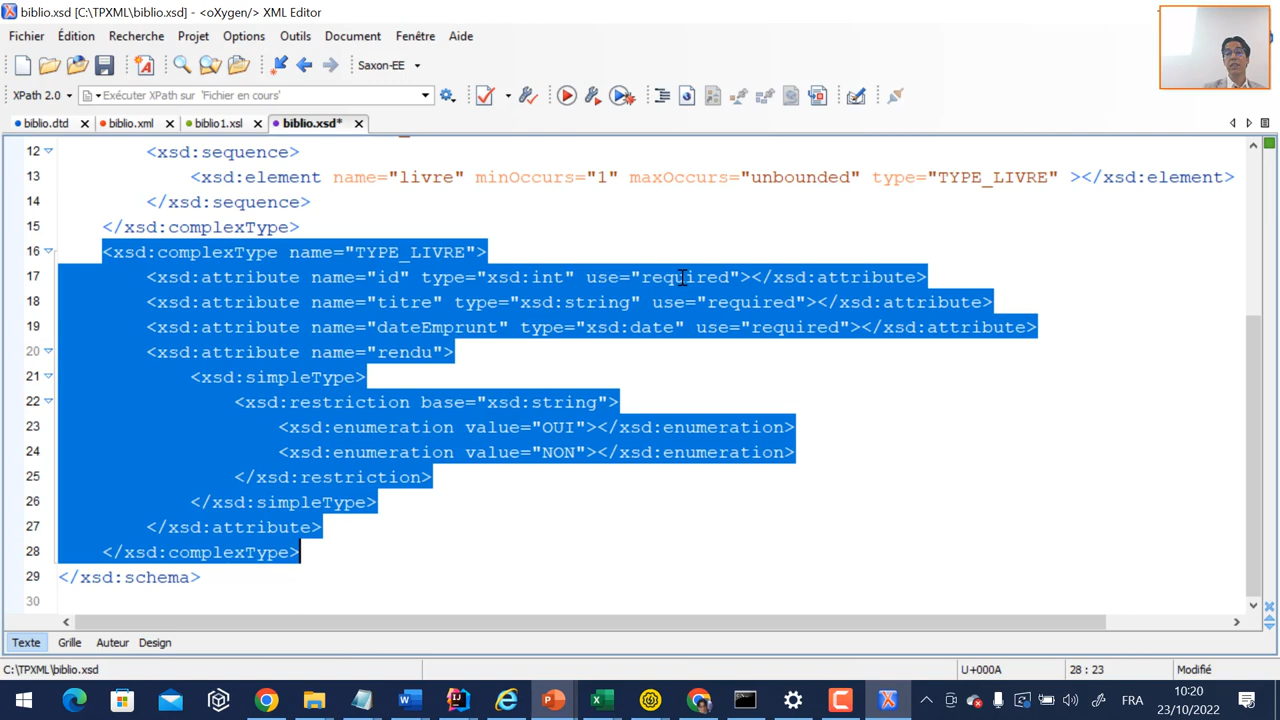 biblio.xsd [C:\TPXML\biblio.xsd] - <oXygen/> XML Editor
Fichier Édition Recherche Projet Options Outils Document Fenêtre Aide
Saxon-EE
XPath 2.0 Exécuter XPath sur 'Fichier en cours'
biblio.dtd biblio.xml biblio1.xsl biblio.xsd*
12 <xsd:sequence>
13 <xsd:element name="livre" minOccurs="1" maxOccurs="unbounded" type="TYPE_LIVRE" ></xsd:element>
14 </xsd:sequence>
15 </xsd:complexType>
16 <xsd:complexType name="TYPE_LIVRE">
17 <xsd:attribute name="id" type="xsd:int" use="required"></xsd:attribute>
18 <xsd:attribute name="titre" type="xsd:string" use="required"></xsd:attribute>
19 <xsd:attribute name="dateEmprunt" type="xsd:date" use="required"></xsd:attribute>
20 <xsd:attribute name="rendu">
21 <xsd:simpleType>
22 <xsd:restriction base="xsd:string">
23 <xsd:enumeration value="OUI"></xsd:enumeration>
24 <xsd:enumeration value="NON"></xsd:enumeration>
25 </xsd:restriction>
26 </xsd:simpleType>
27 </xsd:attribute>
28 </xsd:complexType>
29 </xsd:schema>
30
Texte Grille Auteur Design
C:\TPXML\biblio.xsd U+000A 28 : 23 Modifié
FRA 10:20
23/10/2022